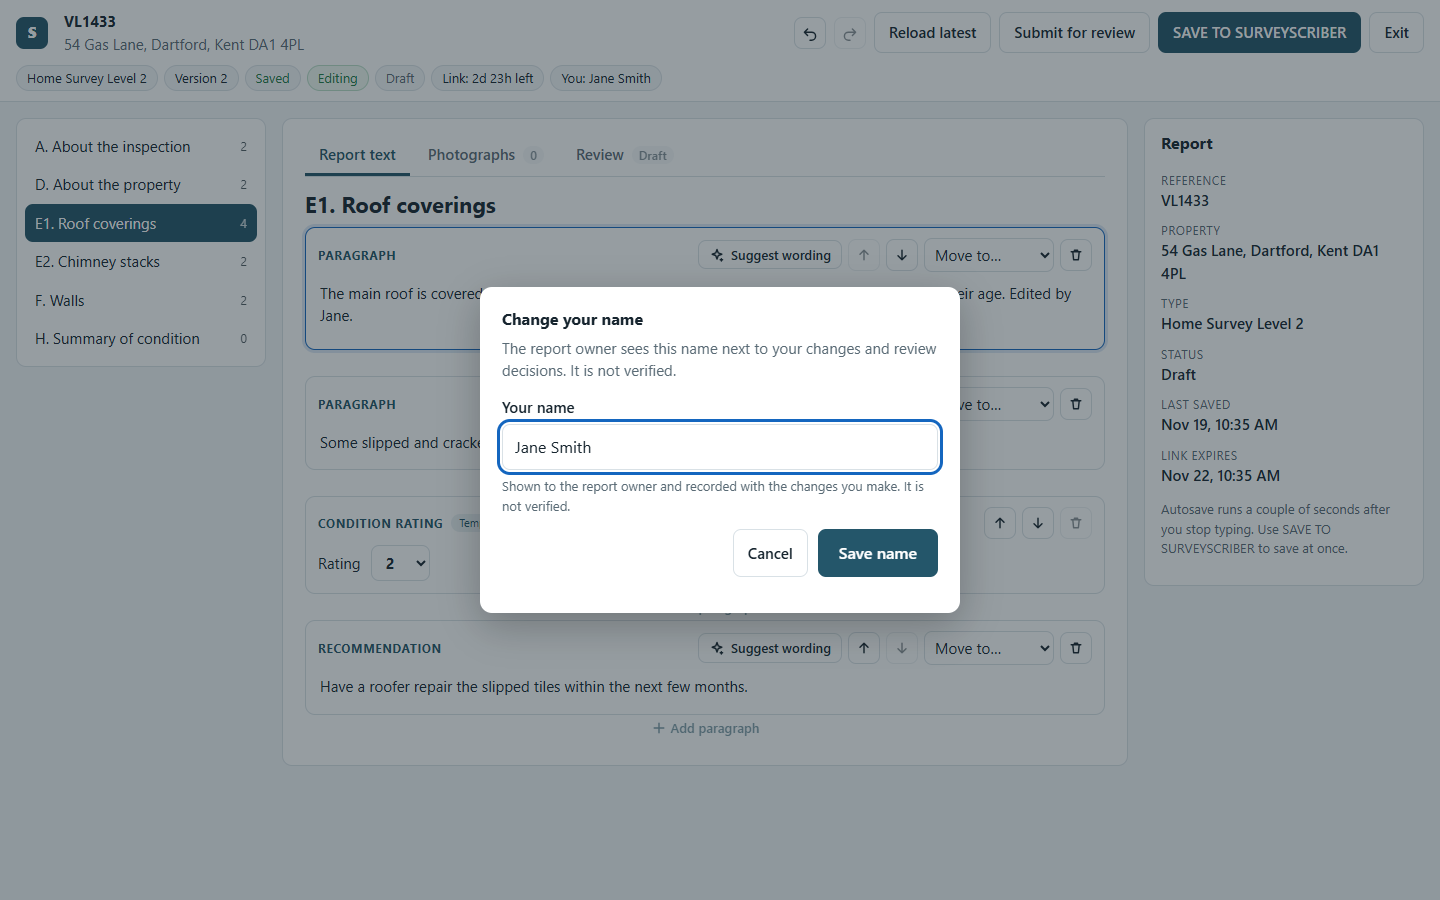 S
VL1433
54 Gas Lane, Dartford, Kent DA1 4PL
Reload latest
Submit for review
SAVE TO SURVEYSCRIBER
Exit
Home Survey Level 2
Version 2
Saved
Editing
Draft
Link: 2d 23h left
You: Jane Smith
A. About the inspection 2
D. About the property 2
E1. Roof coverings 4
E2. Chimney stacks 2
F. Walls 2
H. Summary of condition 0
Report text
Photographs 0
Review Draft
E1. Roof coverings
PARAGRAPH
Suggest wording
Move to...
The main roof is covered
eir age. Edited by
Jane.
PARAGRAPH
ve to...
Some slipped and cracke
CONDITION RATING
Rating 2
RECOMMENDATION
Suggest wording
Move to...
Have a roofer repair the slipped tiles within the next few months.
+ Add paragraph
Change your name
The report owner sees this name next to your changes and review
decisions. It is not verified.
Your name
Jane Smith
Shown to the report owner and recorded with the changes you make. It is
not verified.
Cancel
Save name
Report
REFERENCE
VL1433
PROPERTY
54 Gas Lane, Dartford, Kent DA1
4PL
TYPE
Home Survey Level 2
STATUS
Draft
LAST SAVED
Nov 19, 10:35 AM
LINK EXPIRES
Nov 22, 10:35 AM
Autosave runs a couple of seconds after
you stop typing. Use SAVE TO
SURVEYSCRIBER to save at once.